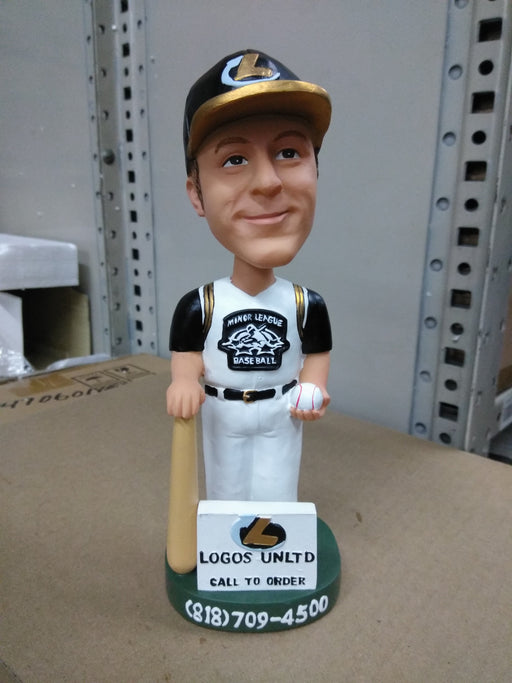 L
MINOR LEAGUE
BASEBALL
L
LOGOS UNLTD
CALL TO ORDER
(818)709-4500